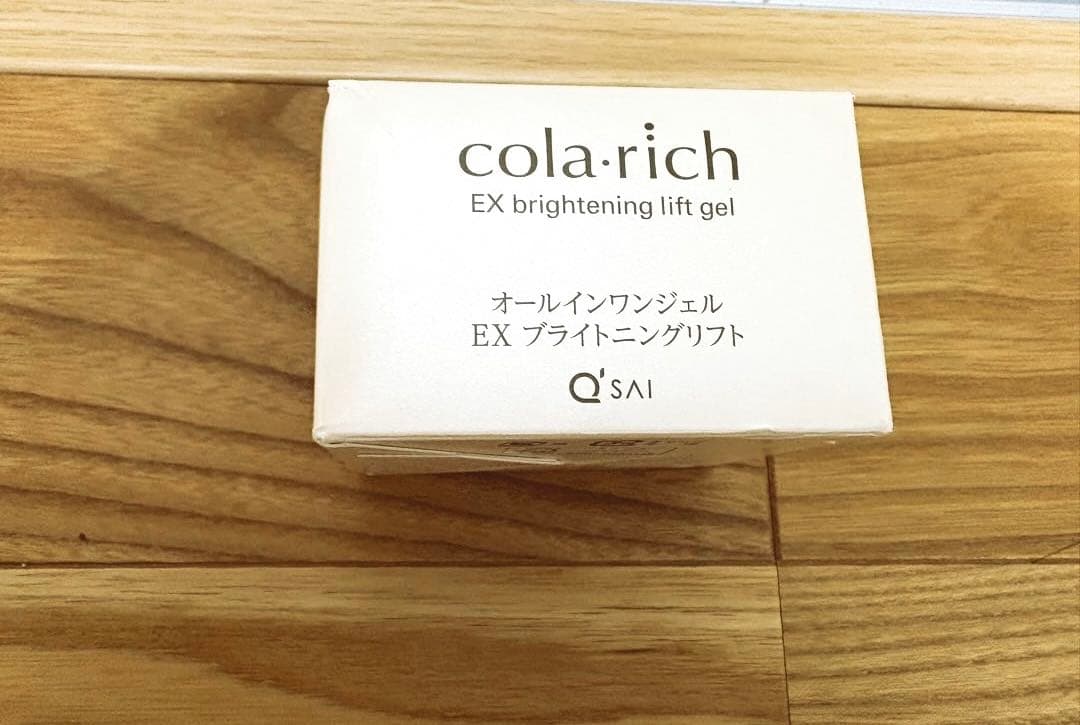 cola·rich
EX brightening lift gel
オールインワンジェル
EX ブライトニングリフト
Q'SAI